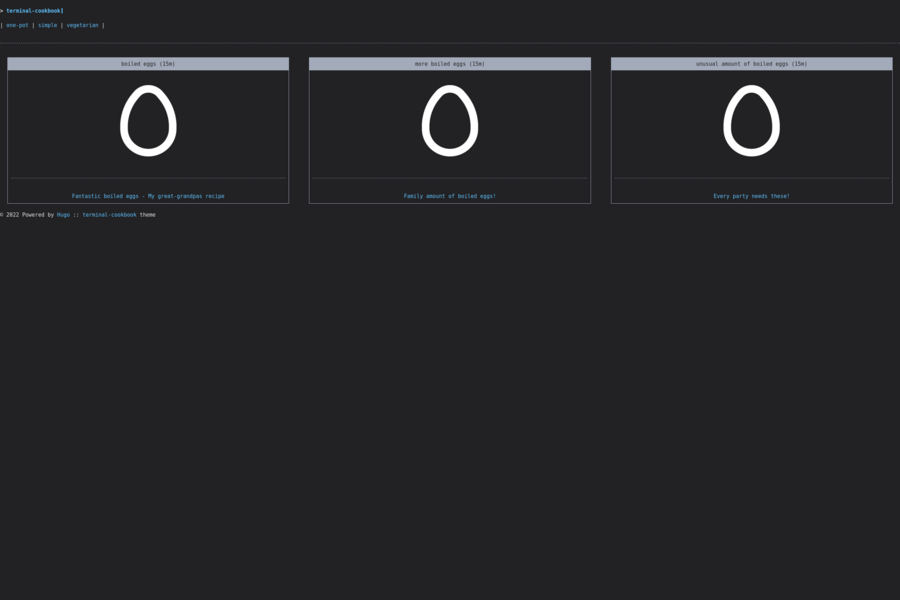 > terminal-cookbook
| one-pot | simple | vegetarian |
boiled eggs (15m)
more boiled eggs (15m)
unusual amount of boiled eggs (15m)
Fantastic boiled eggs - My great-grandpas recipe
Family amount of boiled eggs!
Every party needs these!
© 2022 Powered by Hugo :: terminal-cookbook theme